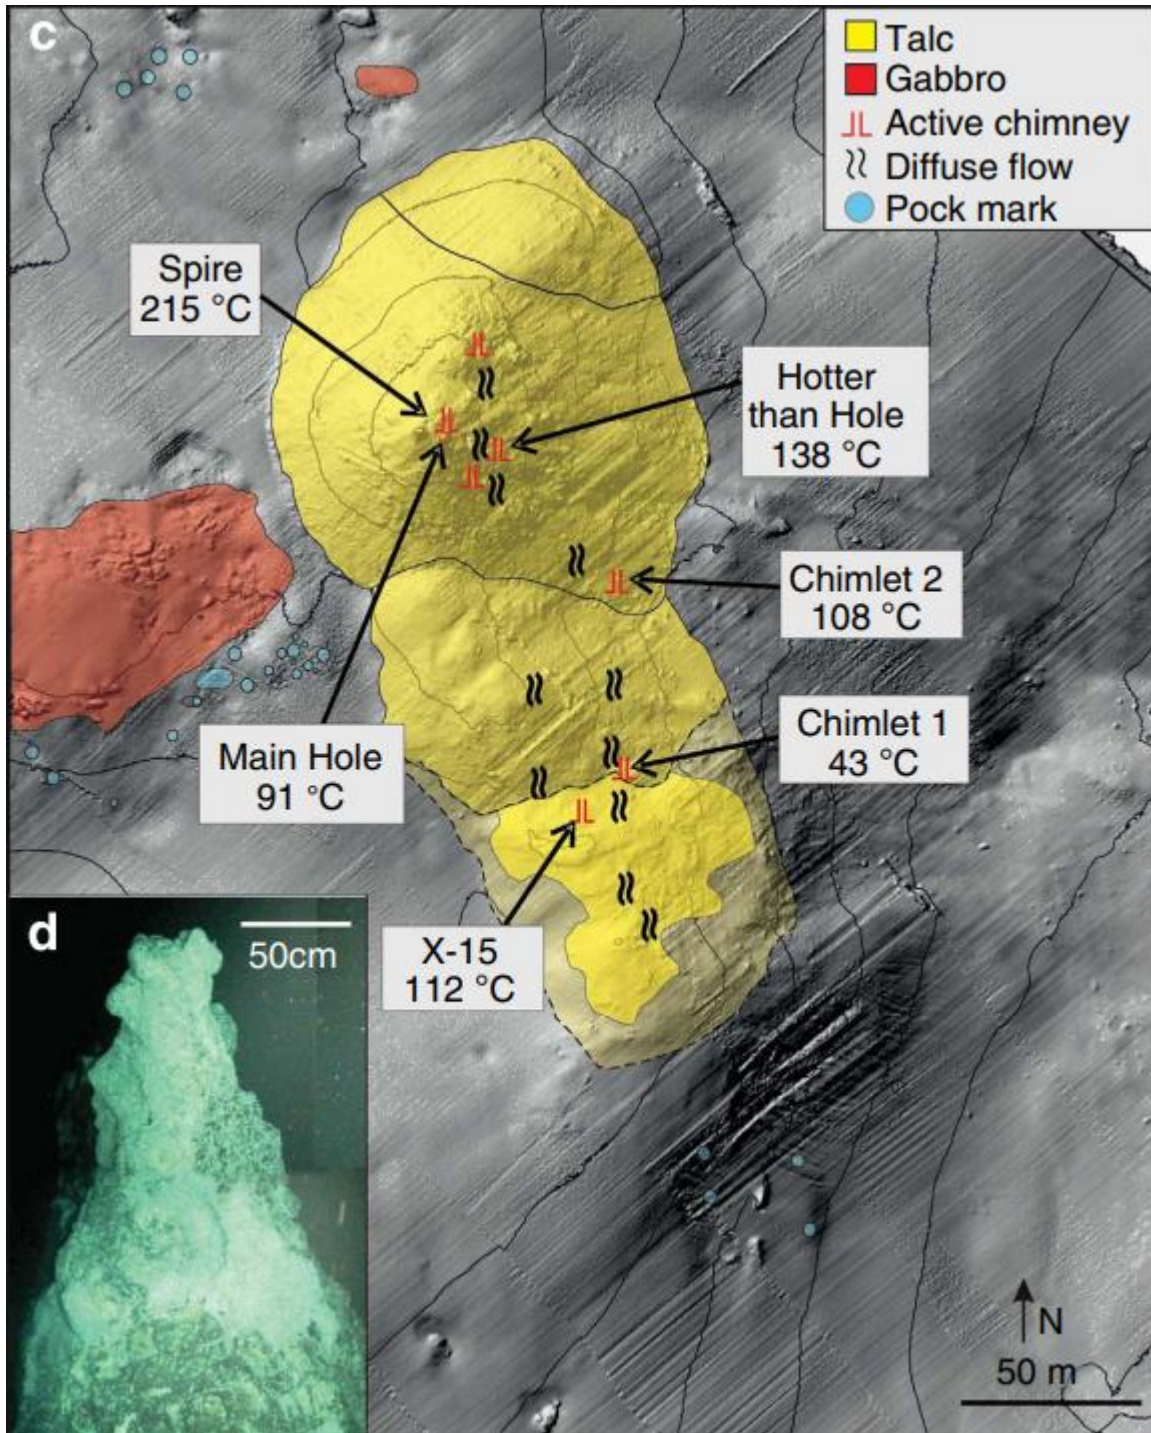 c
Talc
Gabbro
Active chimney
Diffuse flow
Pock mark
Spire
215 °C
Hotter
than Hole
138 °C
Chimlet 2
108 °C
Chimlet 1
43 °C
Main Hole
91 °C
X-15
112 °C
d
50cm
N
50 m